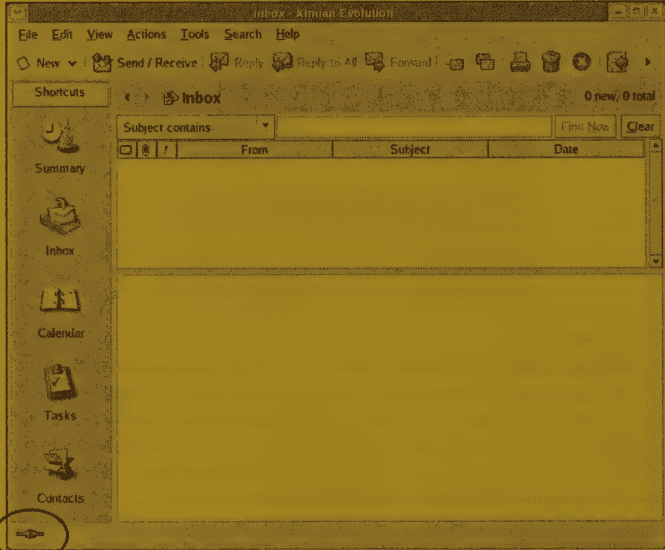 Inbox - Ximian Evolution
File Edit View Actions Tools Search Help
New Send / Receive Reply Reply to All Forward
Shortcuts Inbox 0 new, 0 total
Subject contains Find Now Clear
! From Subject Date
Summary
Inbox
Calendar
Tasks
Contacts